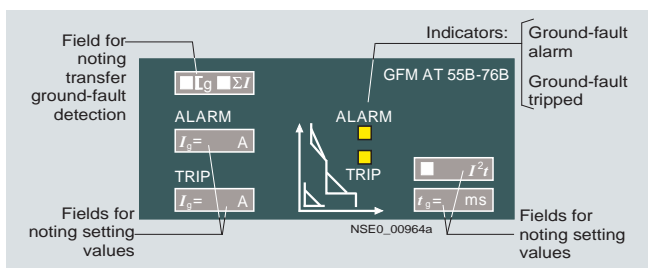 Field for
noting
transfer
ground-fault
detection
Indicators:
Ground-fault
alarm
Ground-fault
tripped
GFM AT 55B-76B
g ΣI
ALARM
Ig= A
TRIP
Ig= A
ALARM
TRIP
I²t
tg= ms
NSE0_00964a
Fields for
noting setting
values
Fields for
noting setting
values